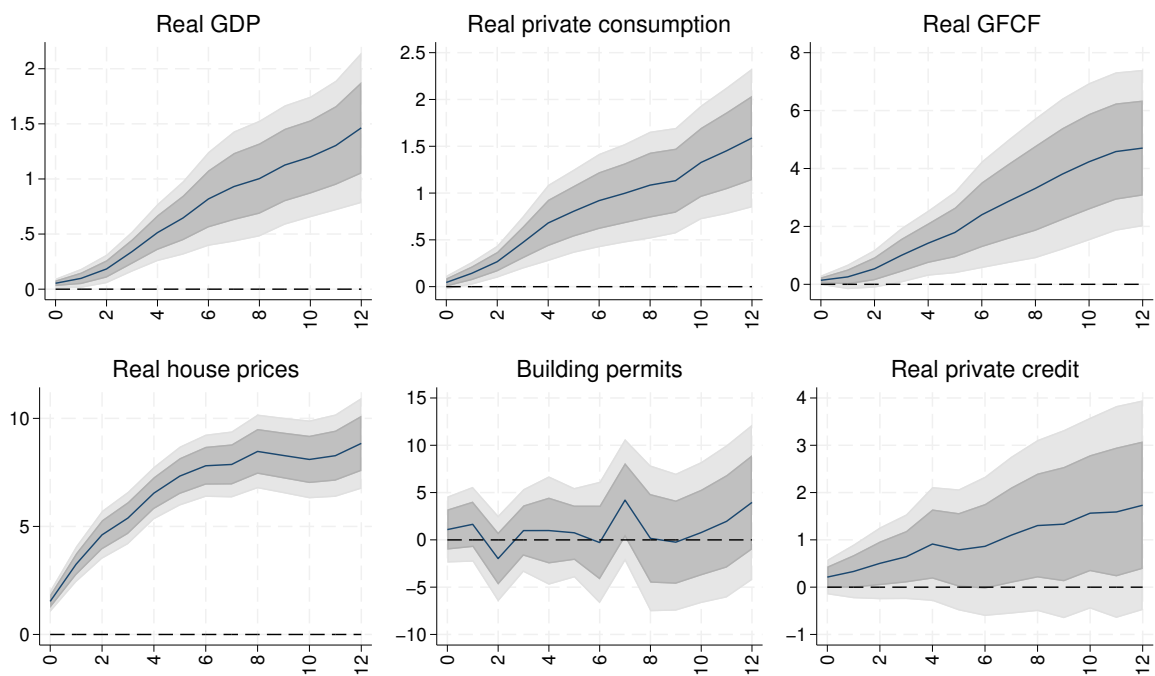 Real GDP
2
1.5
1
.5
0
0 2 4 6 8 10 12
Real private consumption
2.5
2
1.5
1
.5
0
0 2 4 6 8 10 12
Real GFCF
8
6
4
2
0
0 2 4 6 8 10 12
Real house prices
10
5
0
0 2 4 6 8 10 12
Building permits
15
10
5
0
−5
−10
0 2 4 6 8 10 12
Real private credit
4
3
2
1
0
−1
0 2 4 6 8 10 12